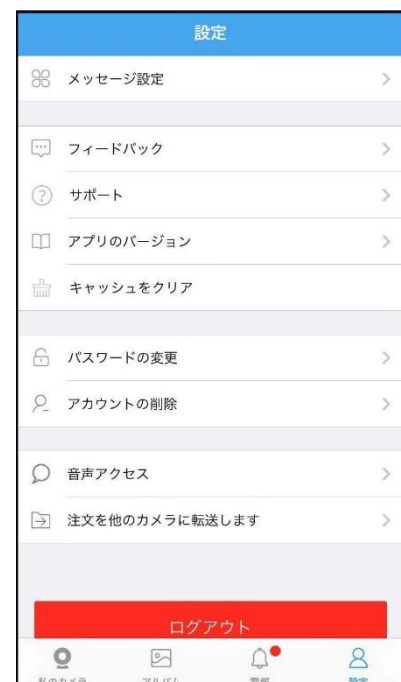 設定
メッセージ設定
フィードバック
サポート
アプリのバージョン
キャッシュをクリア
パスワードの変更
アカウントの削除
音声アクセス
注文を他のカメラに転送します
ログアウト